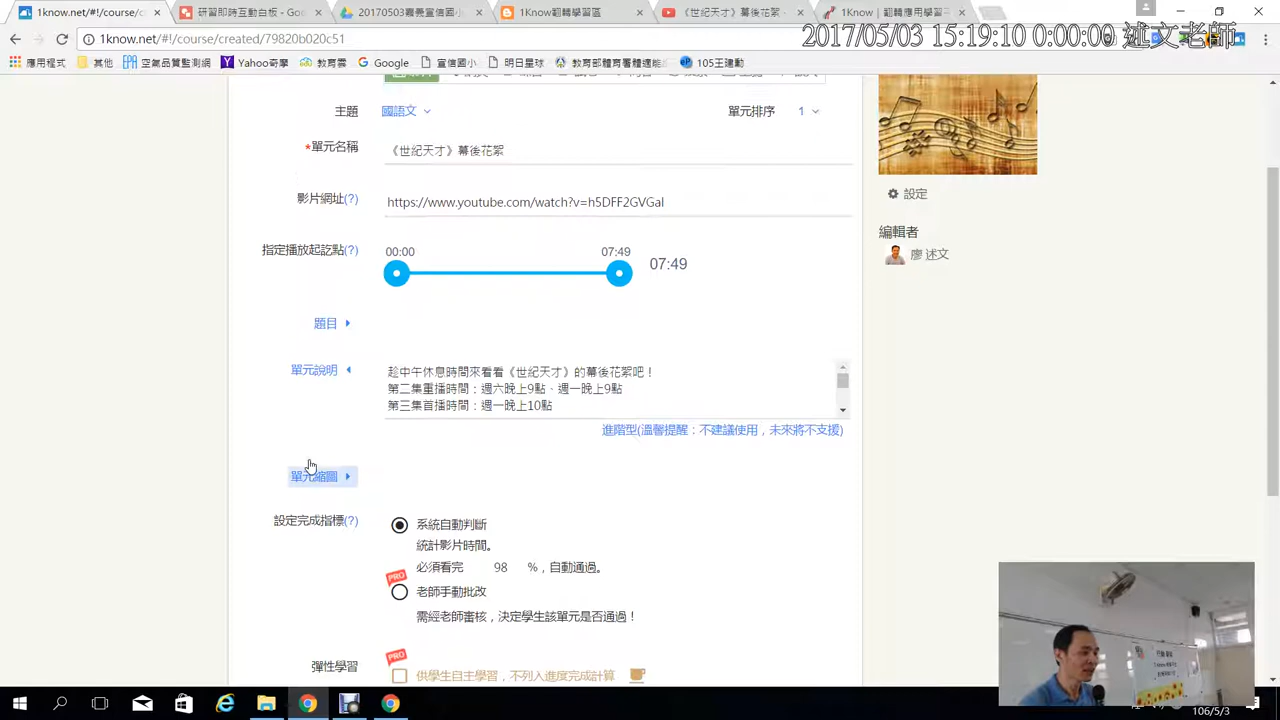 1know.net/#!/course/c
研習即時互動白板 - Goo
20170503嘉義宣信國小
1Know翻轉學習區
《世紀天才》幕後花絮 -
1Know｜翻轉應用學習平
1know.net/#!/course/created/79820b020c51
2017/05/03 15:19:10 0:00:00 述文老師
應用程式 其他 空氣品質監測網 Yahoo奇摩 教育雲 Google 宣信國小 明日星球 教育部體育署體適能 105王建勳
主題 國語文
單元排序 1
*單元名稱 《世紀天才》幕後花絮
設定
影片網址(?) https://www.youtube.com/watch?v=h5DFF2GVGaI
編輯者
廖 述文
指定播放起訖點(?) 00:00 07:49 07:49
題目
單元說明 趁中午休息時間來看看《世紀天才》的幕後花絮吧！
第二集重播時間：週六晚上9點、週一晚上9點
第三集首播時間：週一晚上10點
進階型(溫馨提醒：不建議使用，未來將不支援)
單元縮圖
設定完成指標(?) 系統自動判斷
統計影片時間。
必須看完 98 %，自動通過。
PRO
老師手動批改
需經老師審核，決定學生該單元是否通過！
PRO
彈性學習 供學生自主學習，不列入進度完成計算
106/5/3